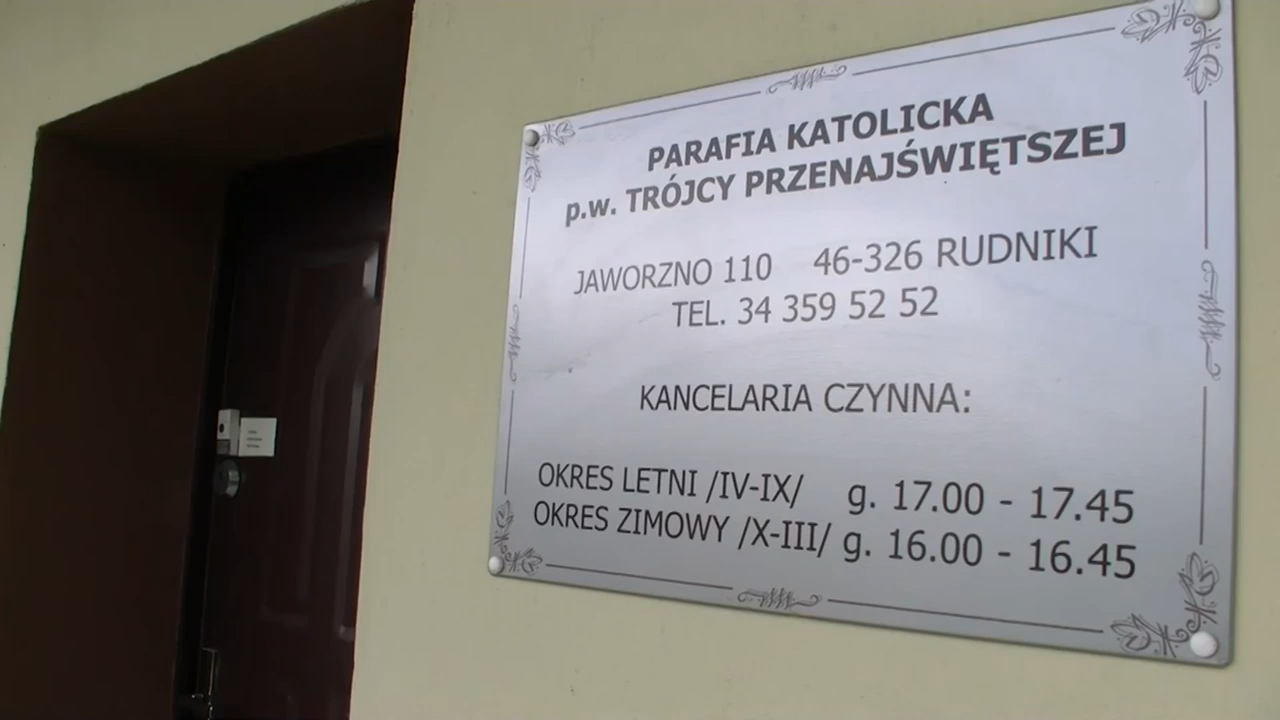 PARAFIA KATOLICKA
p.w. TRÓJCY PRZENAJŚWIĘTSZEJ
JAWORZNO 110 46-326 RUDNIKI
TEL. 34 359 52 52
KANCELARIA CZYNNA:
OKRES LETNI /IV-IX/ g. 17.00 - 17.45
OKRES ZIMOWY /X-III/ g. 16.00 - 16.45